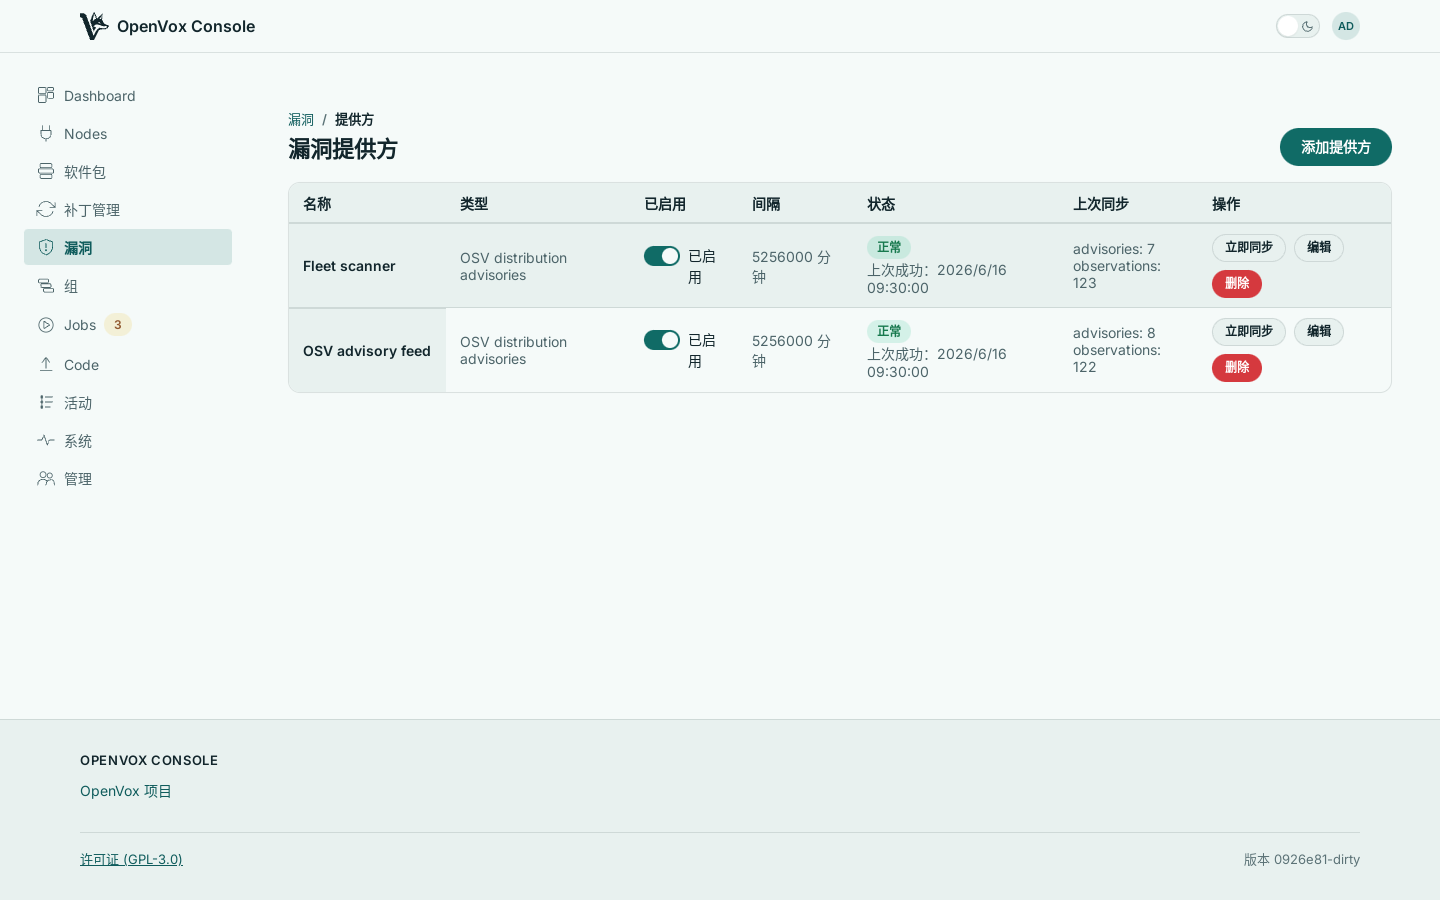 OpenVox Console
AD
Dashboard
Nodes
软件包
补丁管理
漏洞
组
Jobs 3
Code
活动
系统
管理
漏洞 / 提供方
漏洞提供方
添加提供方
名称 类型 已启用 间隔 状态 上次同步 操作
Fleet scanner
OSV distribution
advisories
已启
用
5256000 分
钟
正常
上次成功：2026/6/16
09:30:00
advisories: 7
observations:
123
立即同步 编辑
删除
OSV advisory feed
OSV distribution
advisories
已启
用
5256000 分
钟
正常
上次成功：2026/6/16
09:30:00
advisories: 8
observations:
122
立即同步 编辑
删除
OPENVOX CONSOLE
OpenVox 项目
许可证 (GPL-3.0)
版本 0926e81-dirty